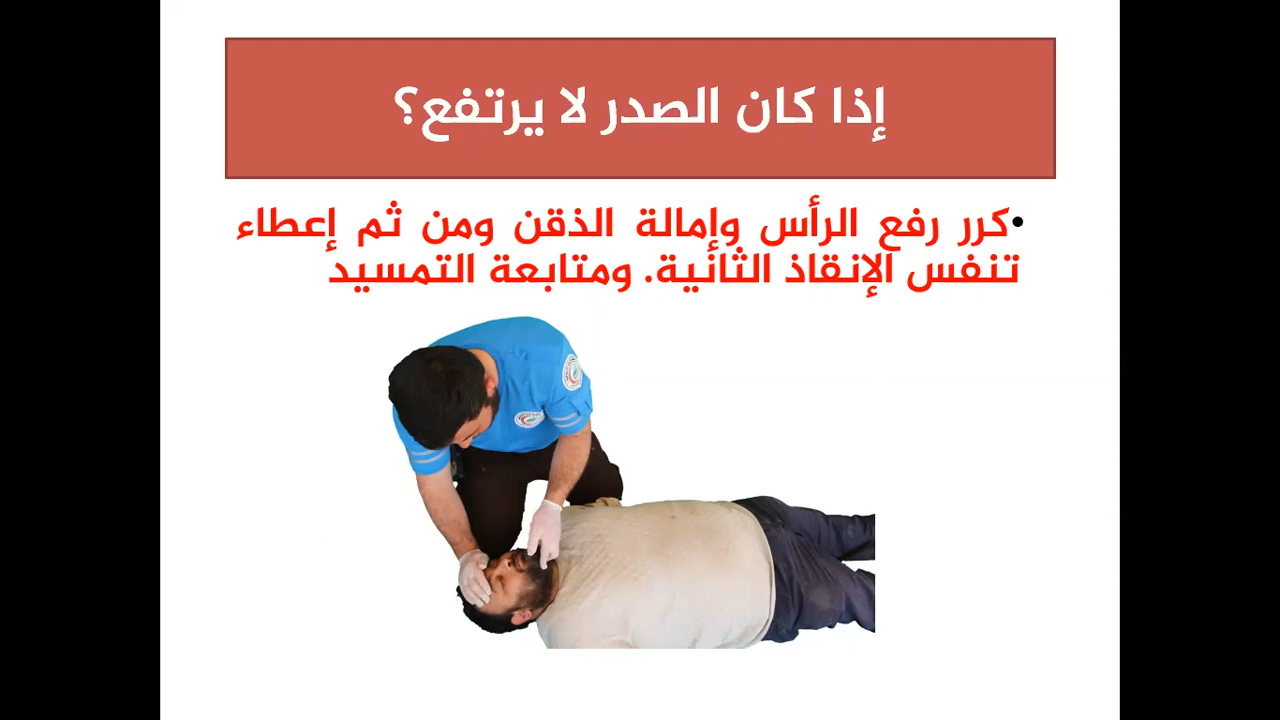 إذا كان الصدر لا يرتفع؟
•كرر رفع الرأس وإمالة الذقن ومن ثم إعطاء
تنفس الإنقاذ الثانية. ومتابعة التمسيد